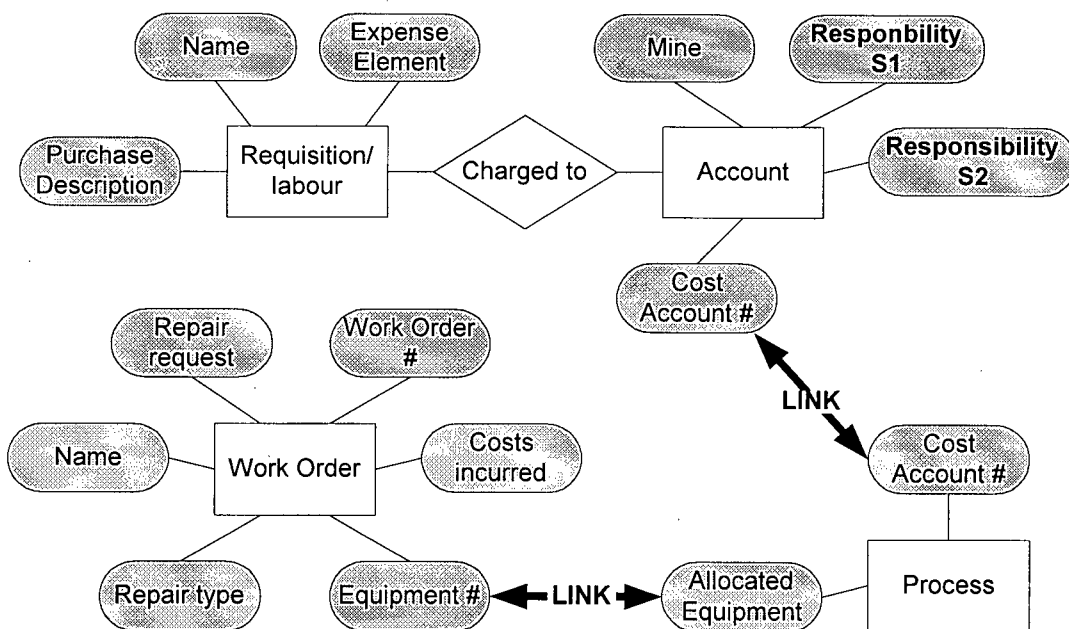 Name
Expense
Element
Mine
Responbility
S1
Purchase
Description
Requisition/
labour
Charged to
Account
Responsibility
S2
Cost
Account #
Repair
request
Work Order
#
LINK
Name
Work Order
Costs
incurred
Cost
Account #
Repair type
Equipment #
LINK
Allocated
Equipment
Process